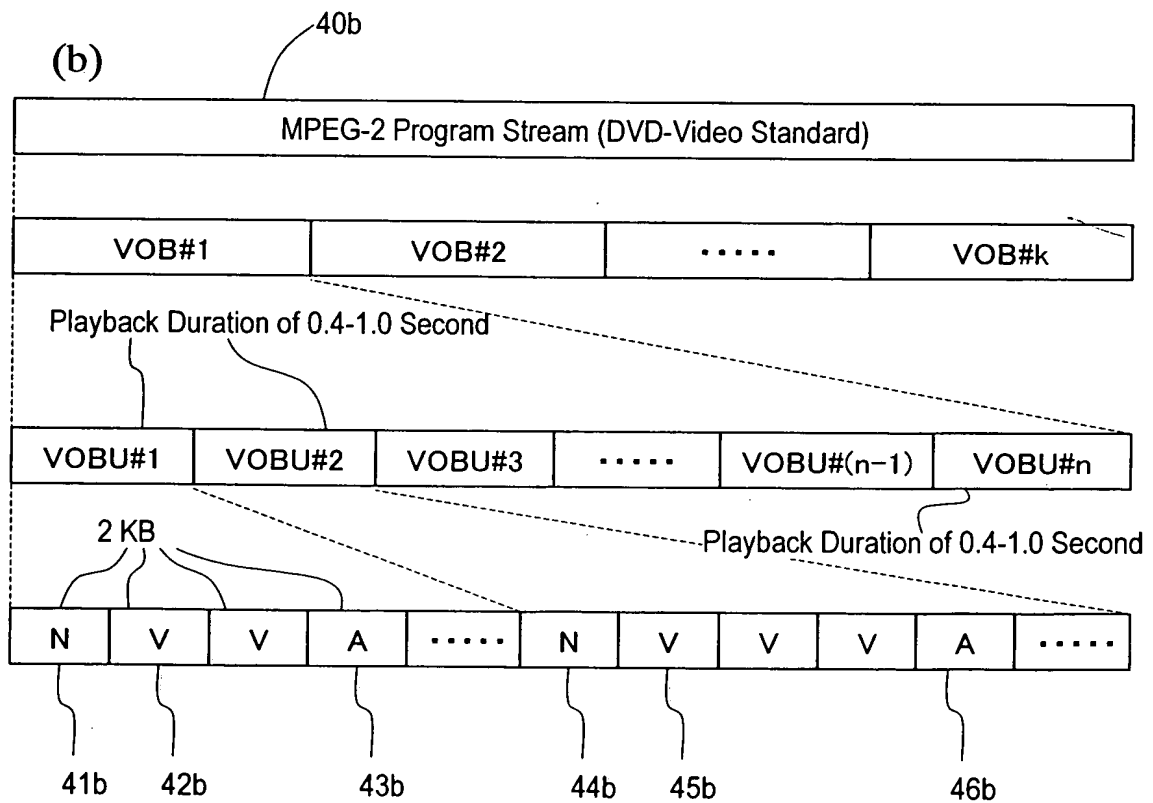 40b
(b)
MPEG-2 Program Stream (DVD-Video Standard)
VOB#1 VOB#2 ····· VOB#k
Playback Duration of 0.4-1.0 Second
VOBU#1 VOBU#2 VOBU#3 ····· VOBU#(n-1) VOBU#n
2 KB
Playback Duration of 0.4-1.0 Second
N V V A ····· N V V V A ·····
41b 42b 43b 44b 45b 46b